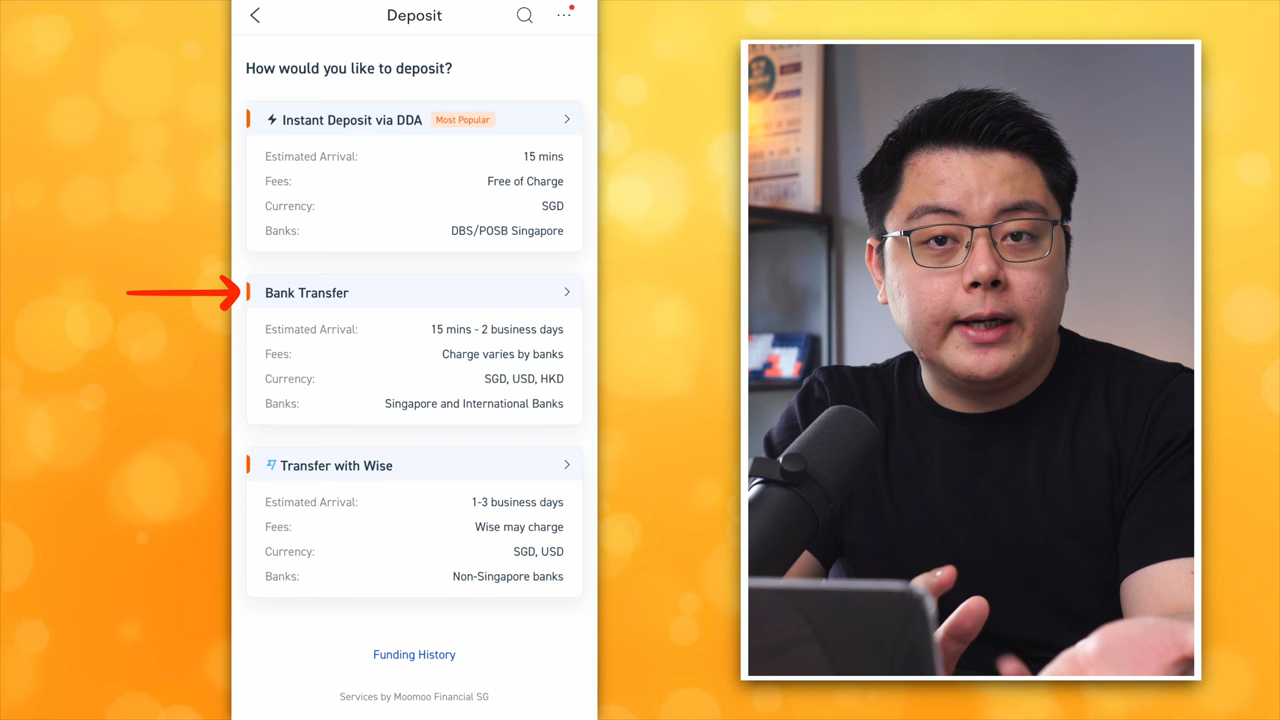 Deposit
How would you like to deposit?
Instant Deposit via DDA Most Popular
Estimated Arrival: 15 mins
Fees: Free of Charge
Currency: SGD
Banks: DBS/POSB Singapore
Bank Transfer
Estimated Arrival: 15 mins - 2 business days
Fees: Charge varies by banks
Currency: SGD, USD, HKD
Banks: Singapore and International Banks
Transfer with Wise
Estimated Arrival: 1-3 business days
Fees: Wise may charge
Currency: SGD, USD
Banks: Non-Singapore banks
Funding History
Services by Moomoo Financial SG